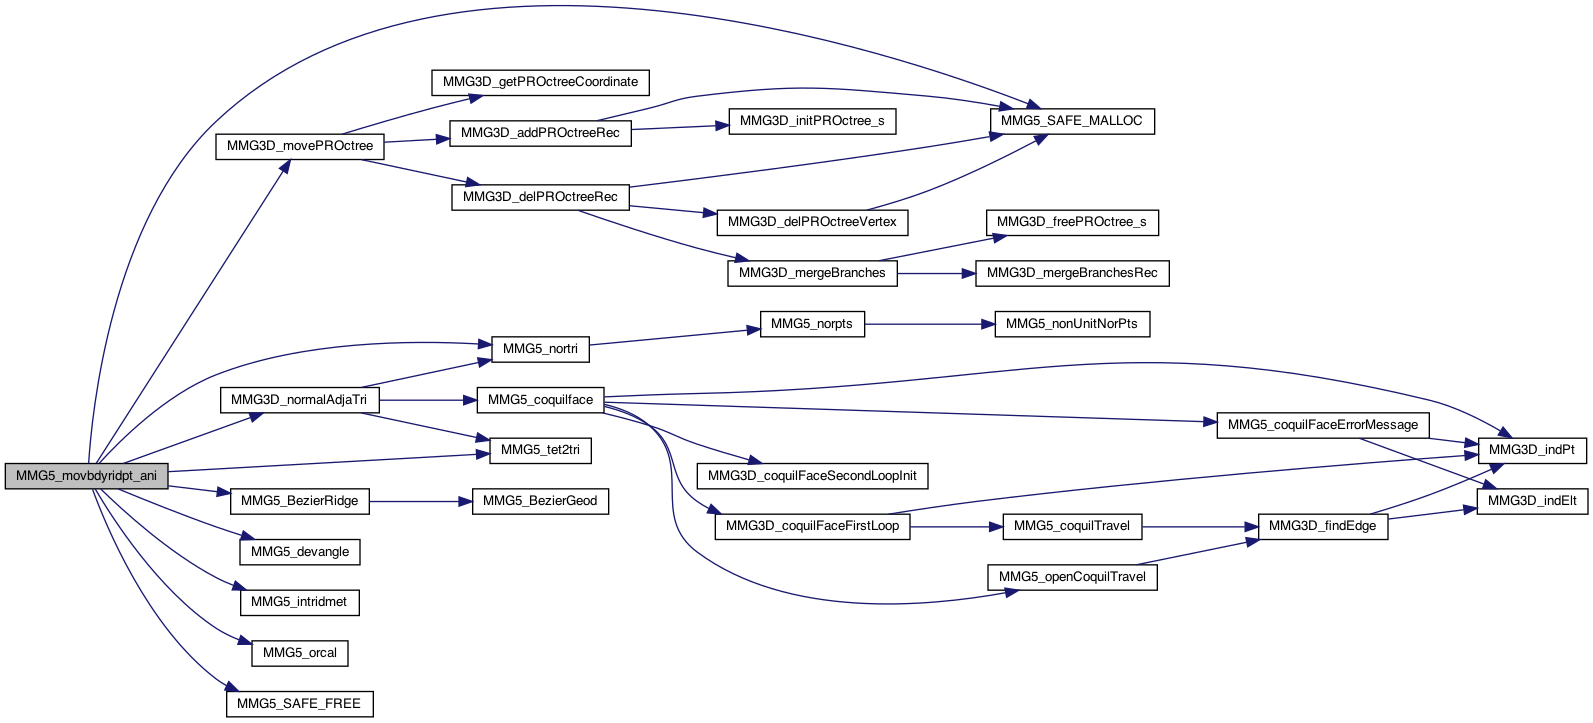 MMG5_movbdyridpt_ani
MMG3D_movePROctree
MMG3D_getPROctreeCoordinate
MMG3D_addPROctreeRec
MMG3D_delPROctreeRec
MMG3D_initPROctree_s
MMG5_SAFE_MALLOC
MMG3D_delPROctreeVertex
MMG3D_mergeBranches
MMG3D_freePROctree_s
MMG3D_mergeBranchesRec
MMG5_nortri
MMG5_norpts
MMG5_nonUnitNorPts
MMG3D_normalAdjaTri
MMG5_coquilface
MMG5_tet2tri
MMG5_coquilFaceErrorMessage
MMG3D_indPt
MMG3D_indElt
MMG3D_coquilFaceSecondLoopInit
MMG3D_coquilFaceFirstLoop
MMG5_coquilTravel
MMG3D_findEdge
MMG5_openCoquilTravel
MMG5_BezierRidge
MMG5_BezierGeod
MMG5_devangle
MMG5_intridmet
MMG5_orcal
MMG5_SAFE_FREE